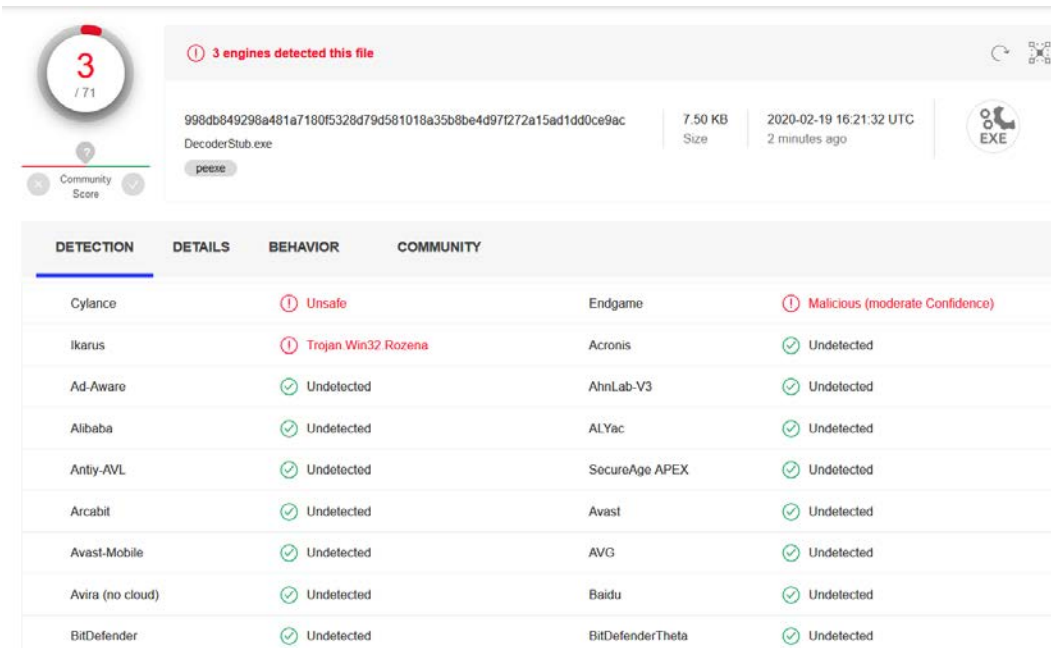 3
/ 71
?
Community
Score
3 engines detected this file
998db849298a481a7180f5328d79d581018a35b8be4d97f272a15ad1dd0ce9ac
DecoderStub.exe
peexe
7.50 KB
Size
2020-02-19 16:21:32 UTC
2 minutes ago
EXE
DETECTION DETAILS BEHAVIOR COMMUNITY
Cylance Unsafe Endgame Malicious (moderate Confidence)
Ikarus Trojan.Win32.Rozena Acronis Undetected
Ad-Aware Undetected AhnLab-V3 Undetected
Alibaba Undetected ALYac Undetected
Antiy-AVL Undetected SecureAge APEX Undetected
Arcabit Undetected Avast Undetected
Avast-Mobile Undetected AVG Undetected
Avira (no cloud) Undetected Baidu Undetected
BitDefender Undetected BitDefenderTheta Undetected